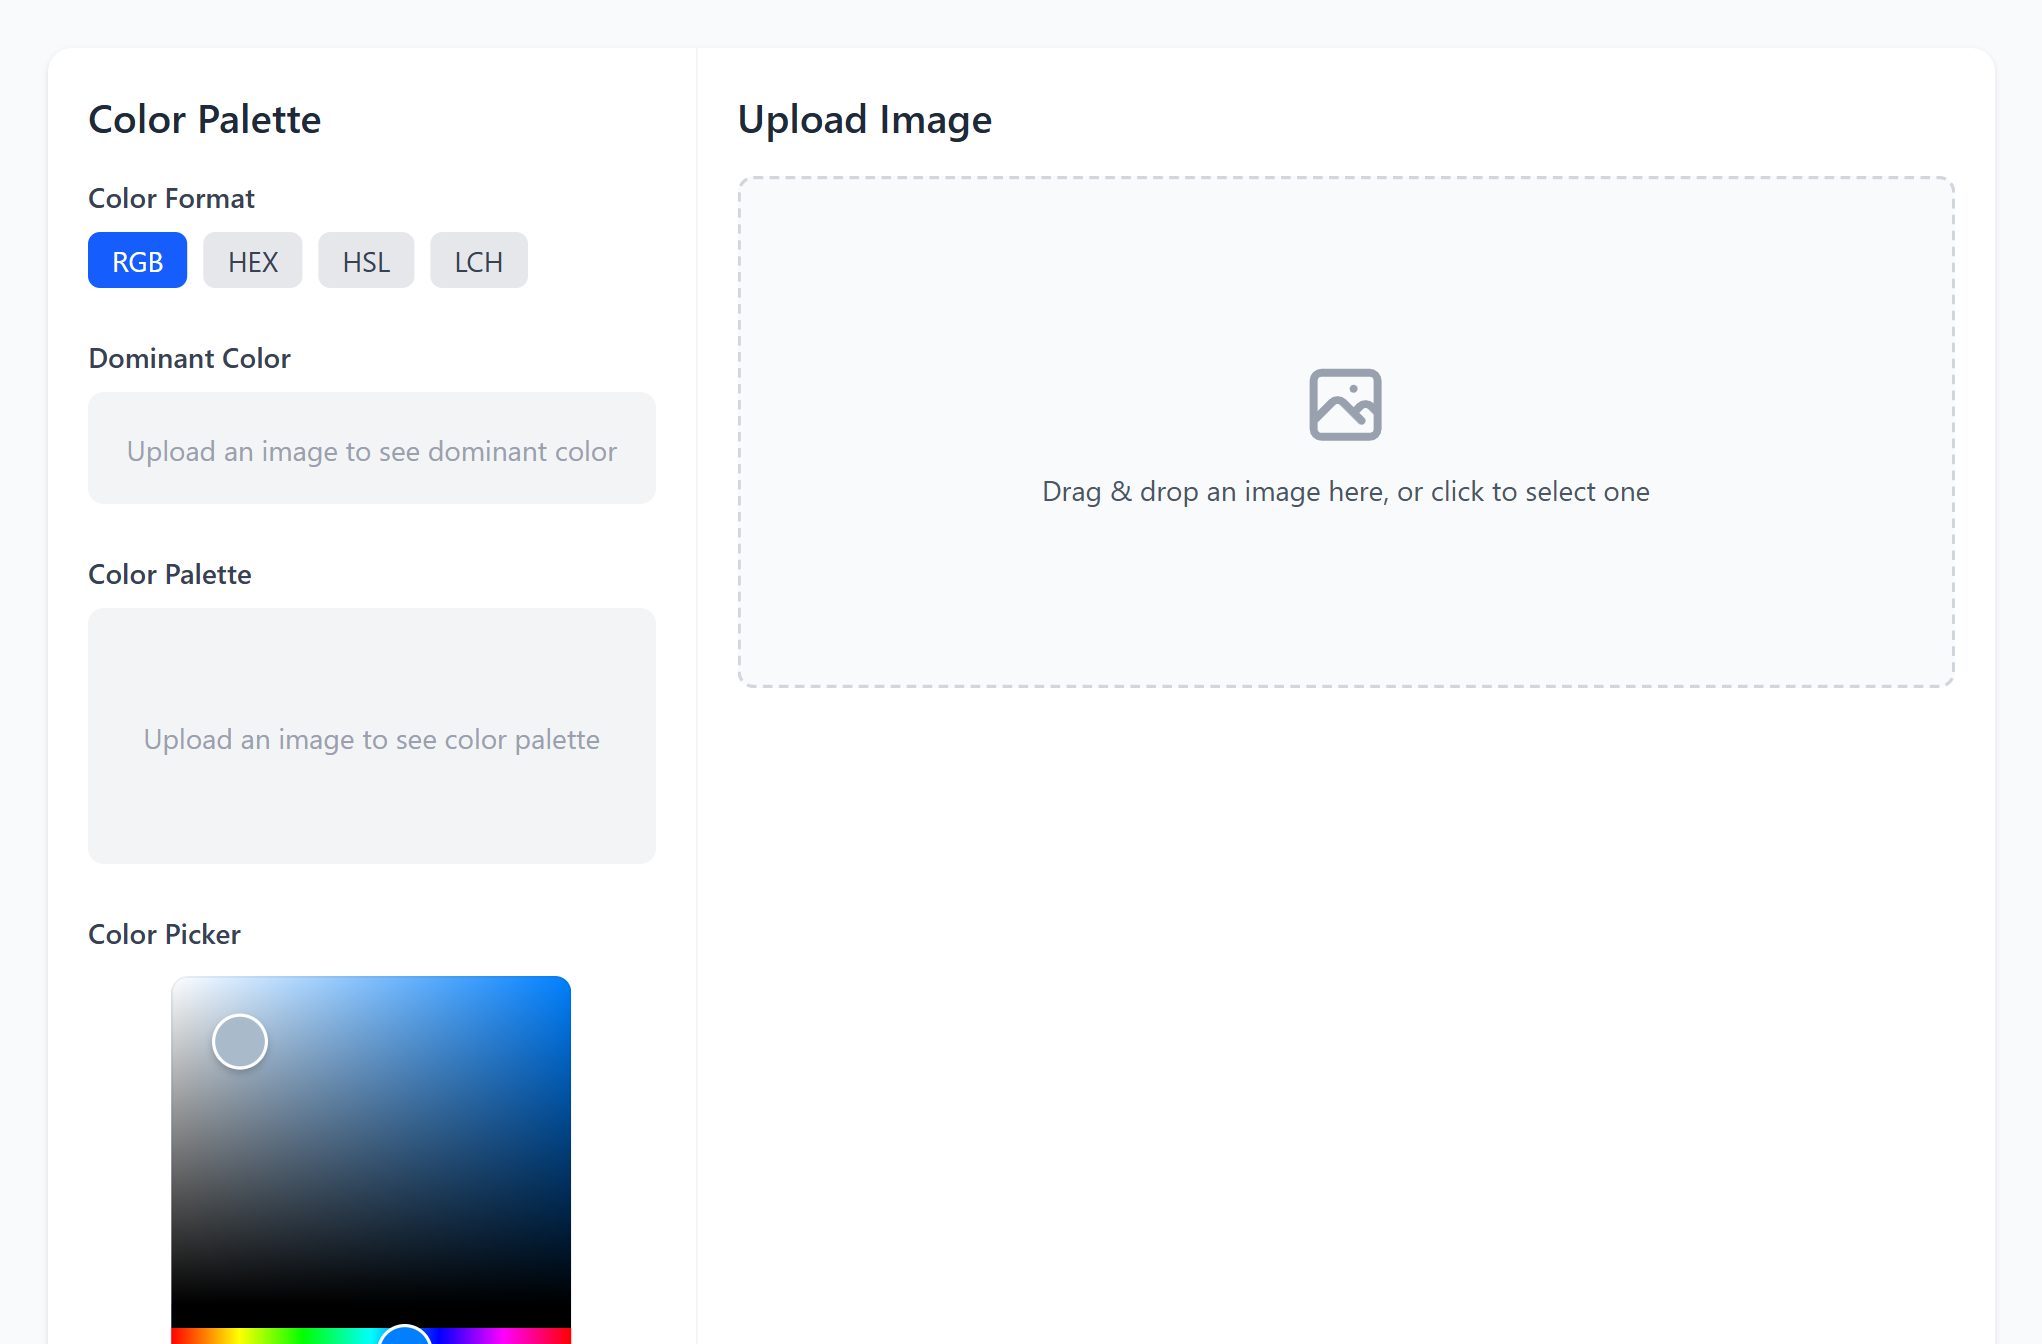 Color Palette
Color Format
RGB
HEX
HSL
LCH
Dominant Color
Upload an image to see dominant color
Color Palette
Upload an image to see color palette
Color Picker
Upload Image
Drag & drop an image here, or click to select one